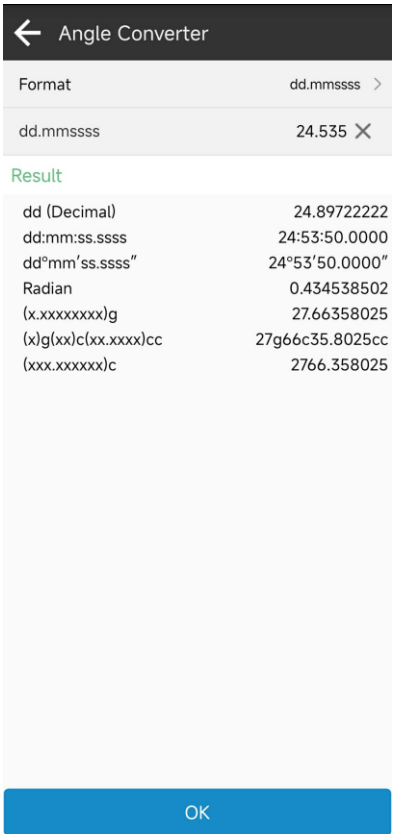 Angle Converter
Format dd.mmssss
dd.mmssss 24.535
Result
dd (Decimal) 24.89722222
dd:mm:ss.ssss 24:53:50.0000
dd°mm′ss.ssss″ 24°53′50.0000″
Radian 0.434538502
(x.xxxxxxxx)g 27.66358025
(x)g(xx)c(xx.xxxx)cc 27g66c35.8025cc
(xxx.xxxxxx)c 2766.358025
OK